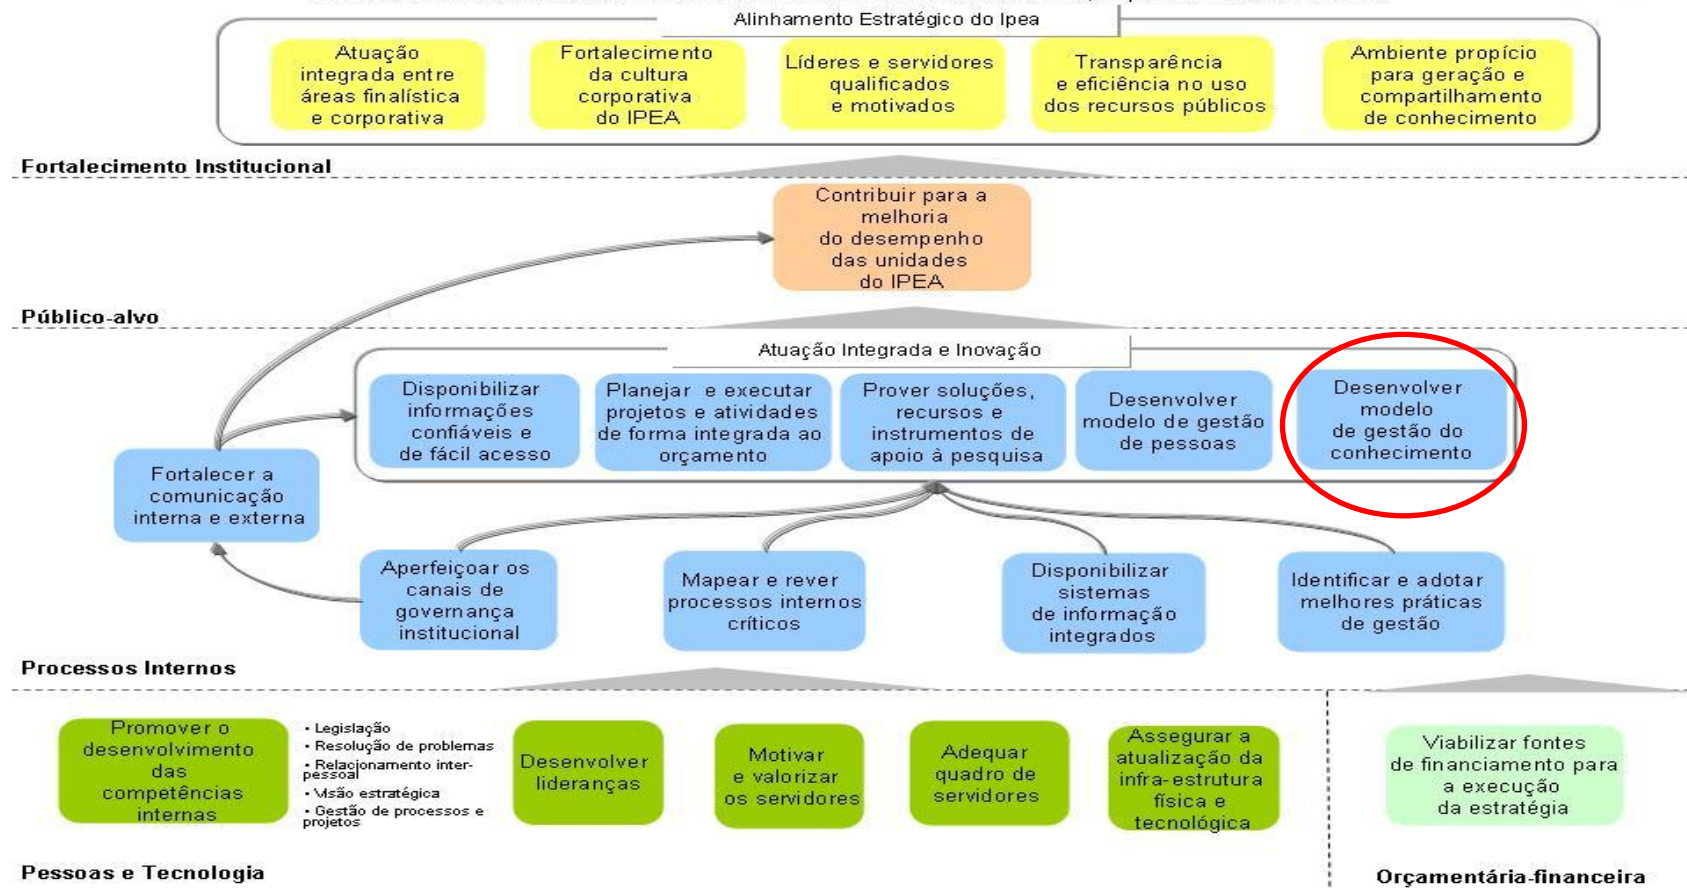 Alinhamento Estratégico do Ipea
Atuação
integrada entre
áreas finalística
e corporativa
Fortalecimento
da cultura
corporativa
do IPEA
Líderes e servidores
qualificados
e motivados
Transparência
e eficiência no uso
dos recursos públicos
Ambiente propício
para geração e
compartilhamento
de conhecimento
Fortalecimento Institucional
Contribuir para a
melhoria
do desempenho
das unidades
do IPEA
Público-alvo
Atuação Integrada e Inovação
Disponibilizar
informações
confiáveis e
de fácil acesso
Planejar e executar
projetos e atividades
de forma integrada ao
orçamento
Prover soluções,
recursos e
instrumentos de
apoio à pesquisa
Desenvolver
modelo de gestão
de pessoas
Desenvolver
modelo
de gestão do
conhecimento
Fortalecer a
comunicação
interna e externa
Aperfeiçoar os
canais de
governança
institucional
Mapear e rever
processos internos
críticos
Disponibilizar
sistemas
de informação
integrados
Identificar e adotar
melhores práticas
de gestão
Processos Internos
Promover o
desenvolvimento
das
competências
internas
• Legislação
• Resolução de problemas
• Relacionamento inter-
pessoal
• Visão estratégica
• Gestão de processos e
projetos
Desenvolver
lideranças
Motivar
e valorizar
os servidores
Adequar
quadro de
servidores
Assegurar a
atualização da
infra-estrutura
física e
tecnológica
Viabilizar fontes
de financiamento para
a execução
da estratégia
Pessoas e Tecnologia
Orçamentária-financeira